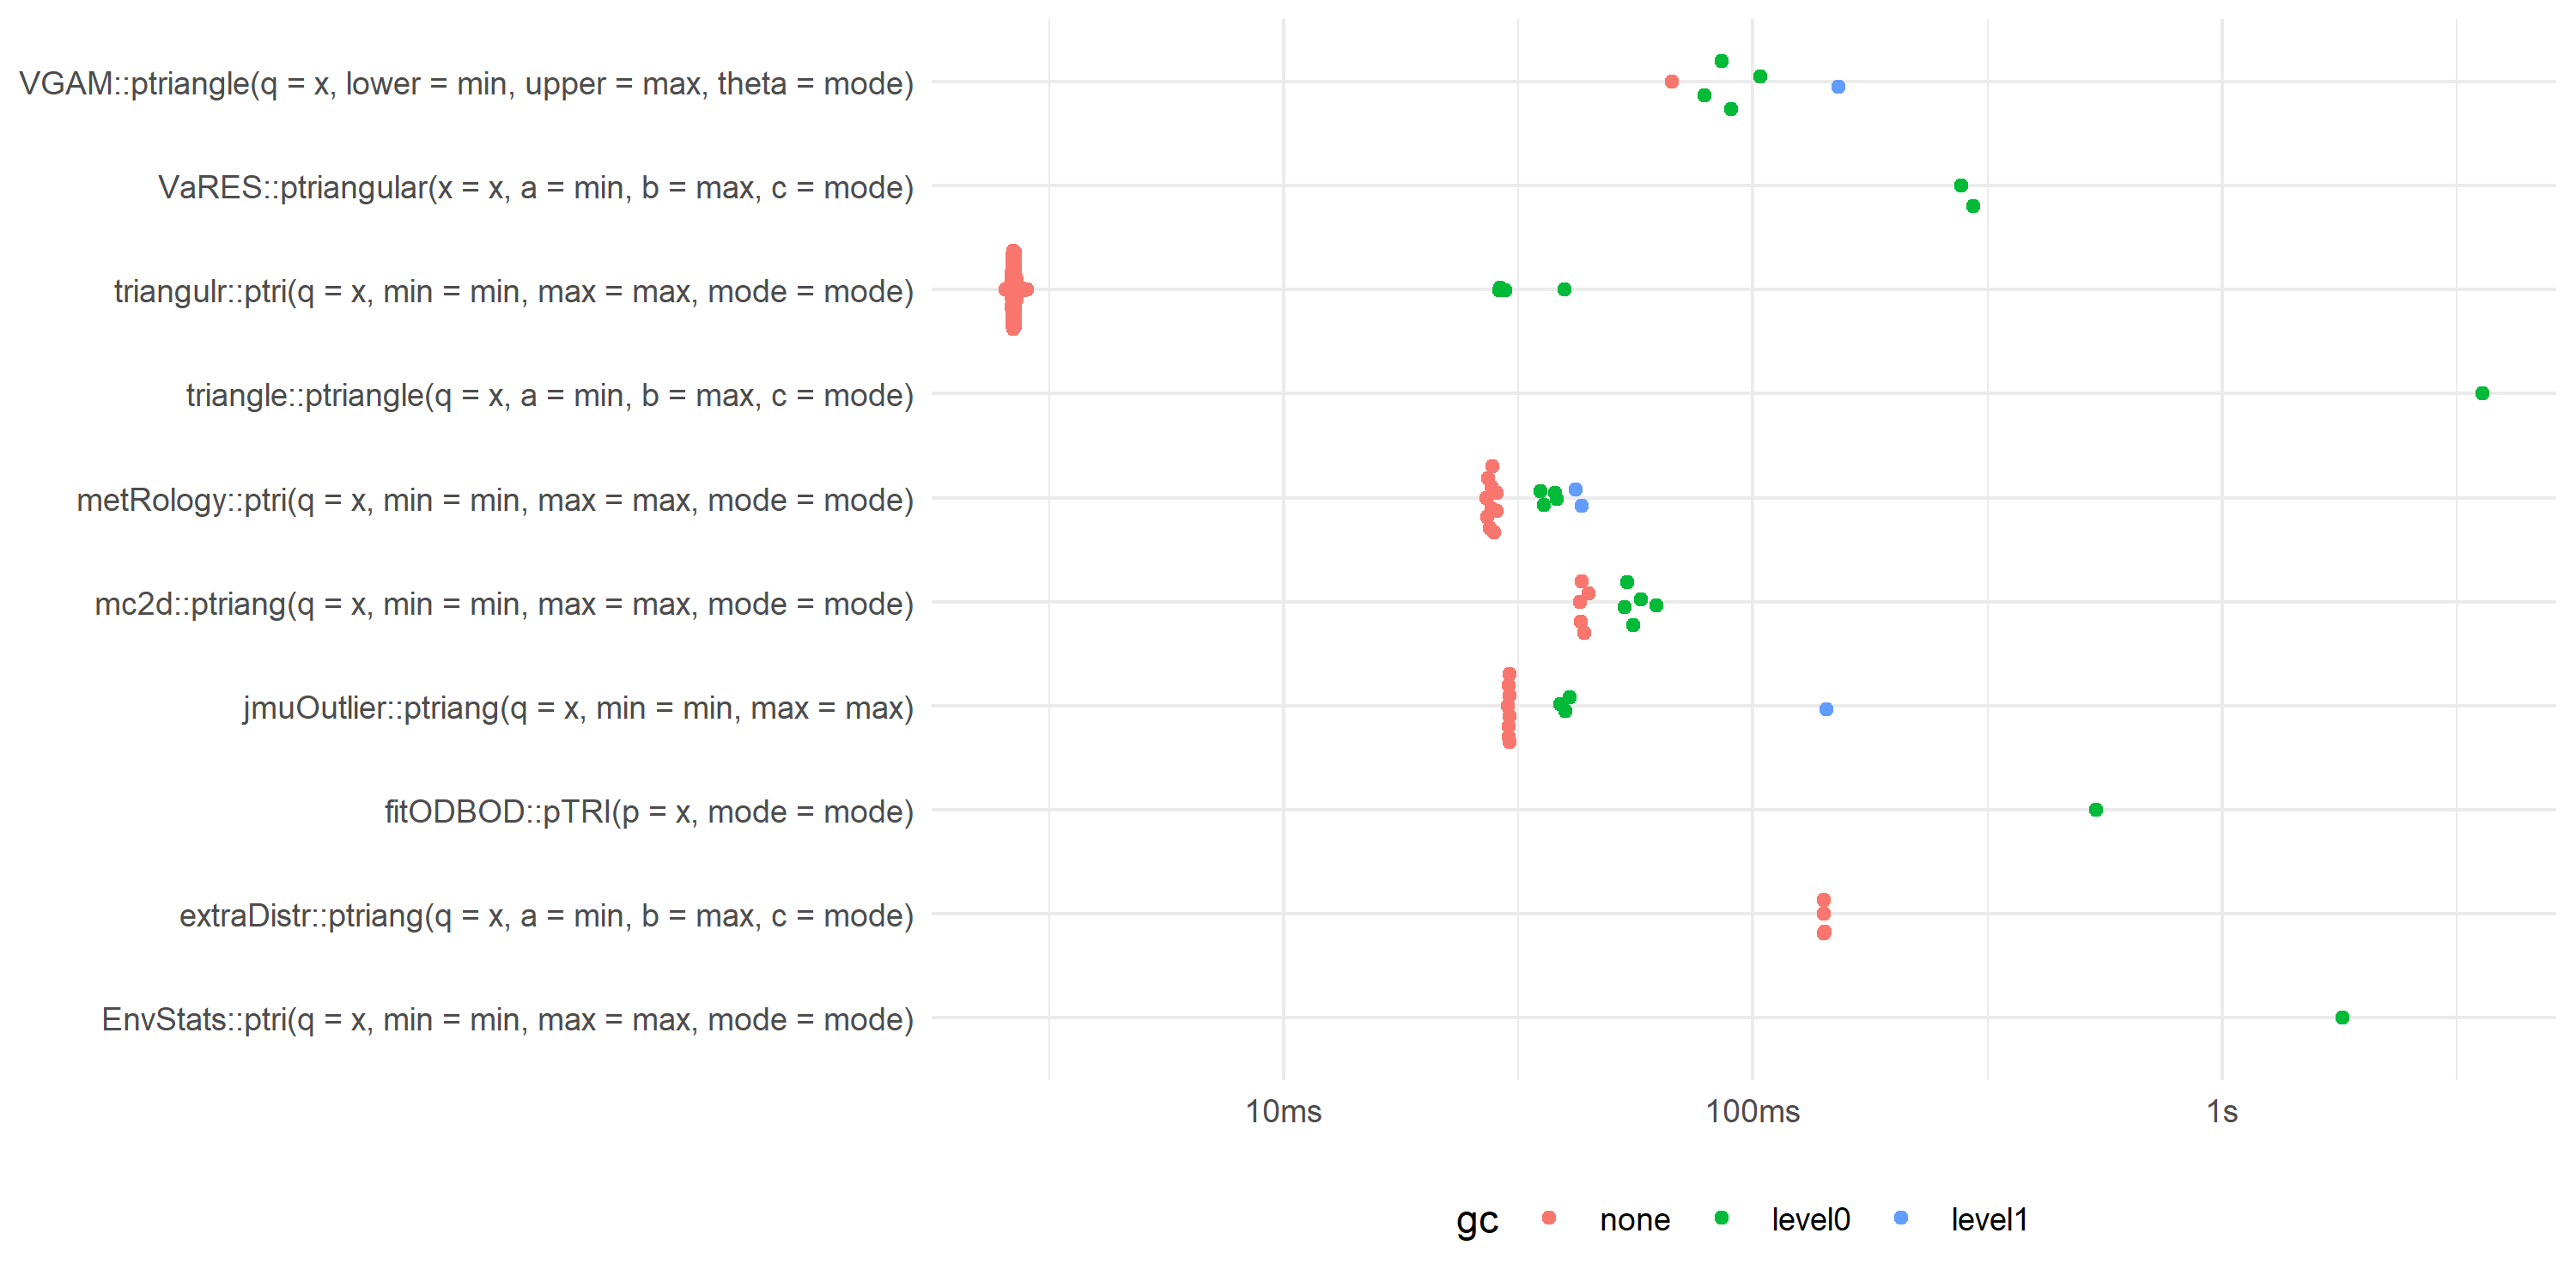 VGAM::ptriangle(q = x, lower = min, upper = max, theta = mode)
VaRES::ptriangular(x = x, a = min, b = max, c = mode)
triangulr::ptri(q = x, min = min, max = max, mode = mode)
triangle::ptriangle(q = x, a = min, b = max, c = mode)
metRology::ptri(q = x, min = min, max = max, mode = mode)
mc2d::ptriang(q = x, min = min, max = max, mode = mode)
jmuOutlier::ptriang(q = x, min = min, max = max)
fitODBOD::pTRI(p = x, mode = mode)
extraDistr::ptriang(q = x, a = min, b = max, c = mode)
EnvStats::ptri(q = x, min = min, max = max, mode = mode)
10ms 100ms 1s
gc none level0 level1